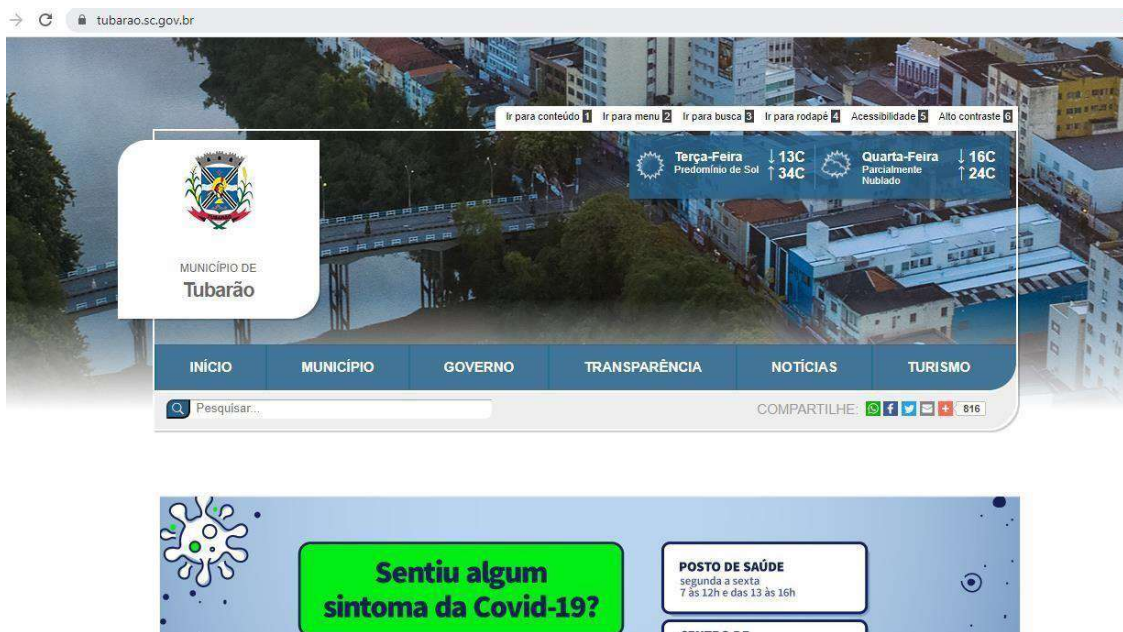 tubarao.sc.gov.br
Ir para conteúdo 1 Ir para menu 2 Ir para busca 3 Ir para rodapé 4 Acessibilidade 5 Alto contraste 6
Terça-Feira ↓ 13C
Predomínio de Sol ↑ 34C
Quarta-Feira ↓ 16C
Parcialmente ↑ 24C
Nublado
TUBARÃO
MUNICÍPIO DE
Tubarão
INÍCIO MUNICÍPIO GOVERNO TRANSPARÊNCIA NOTÍCIAS TURISMO
Pesquisar... COMPARTILHE: 816
Sentiu algum
sintoma da Covid-19?
POSTO DE SAÚDE
segunda a sexta
7 às 12h e das 13 às 16h